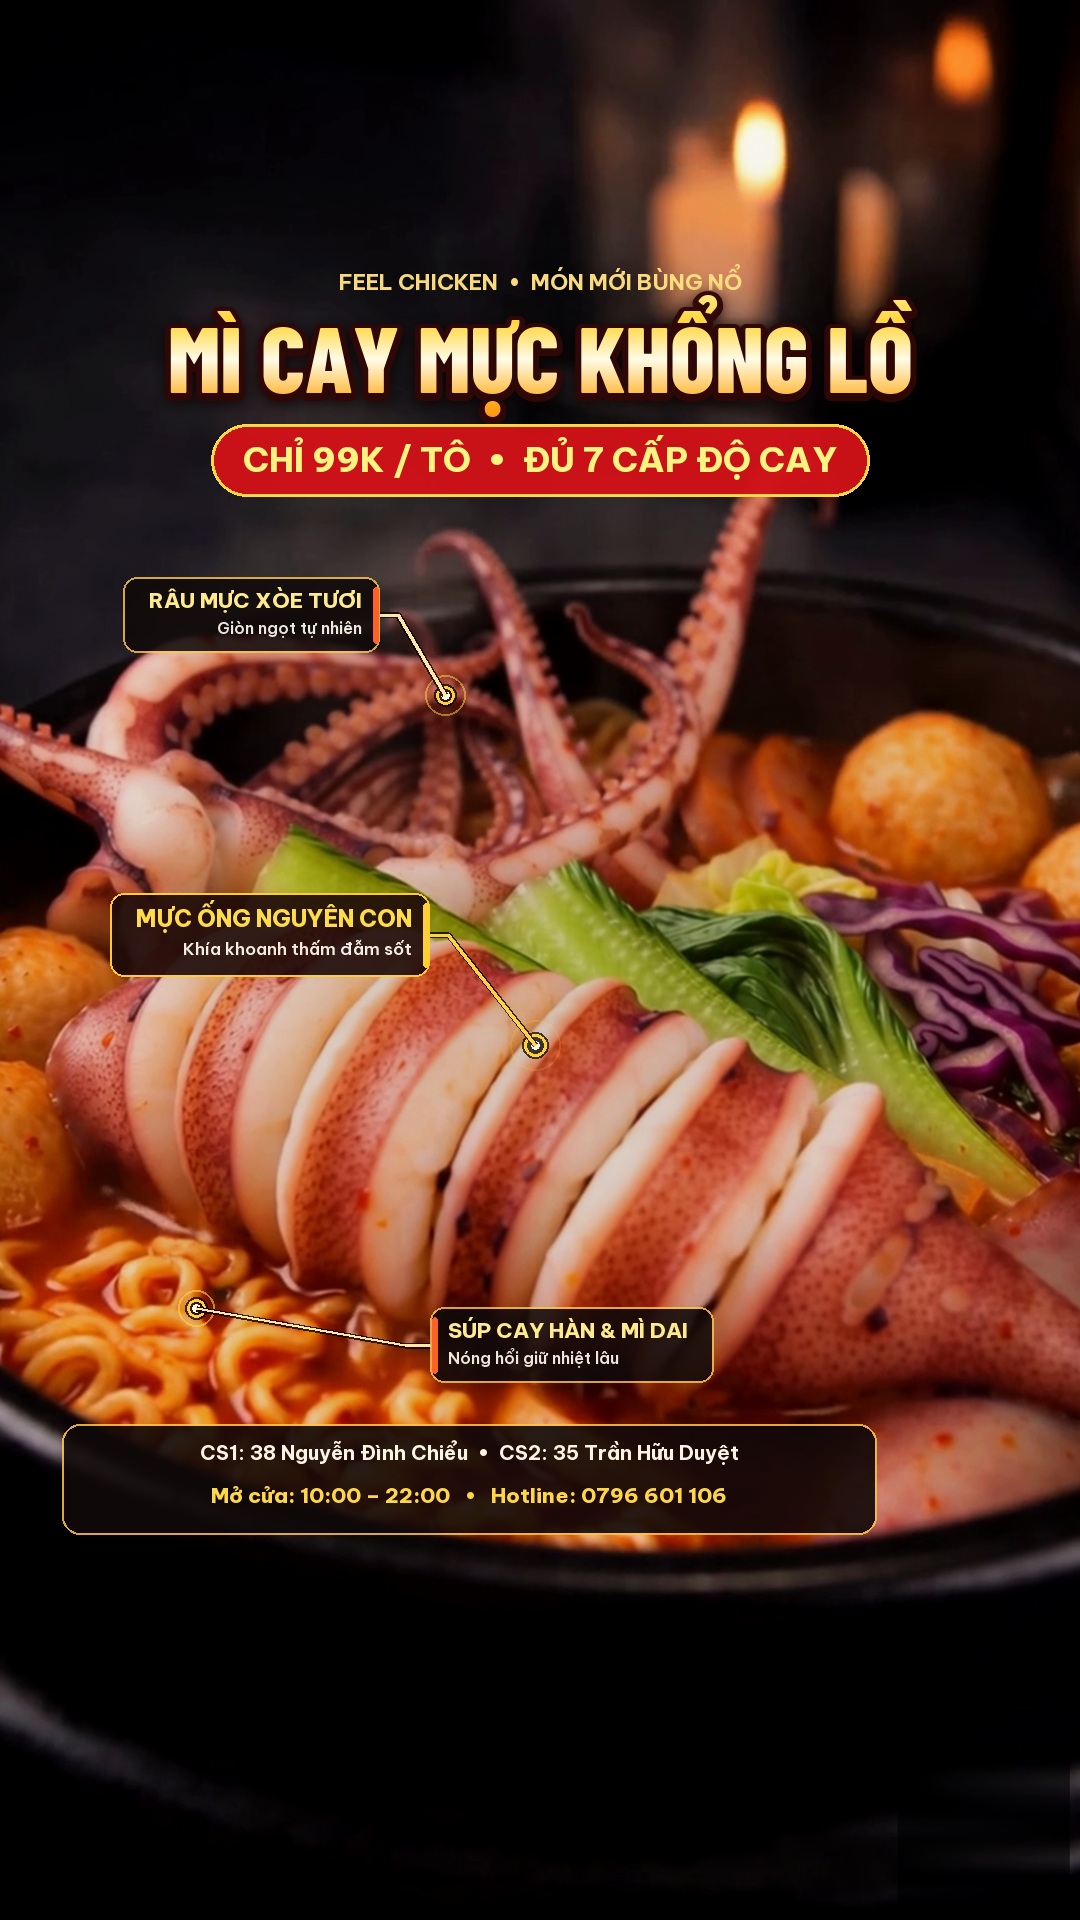 FEEL CHICKEN • MÓN MỚI BÙNG NỔ
MÌ CAY MỰC KHỔNG LỒ
CHỈ 99K / TÔ • ĐỦ 7 CẤP ĐỘ CAY
RÂU MỰC XÒE TƯƠI
Giòn ngọt tự nhiên
MỰC ỐNG NGUYÊN CON
Khía khoanh thấm đẫm sốt
SÚP CAY HÀN & MÌ DAI
Nóng hổi giữ nhiệt lâu
CS1: 38 Nguyễn Đình Chiểu • CS2: 35 Trần Hữu Duyệt
Mở cửa: 10:00 – 22:00 • Hotline: 0796 601 106